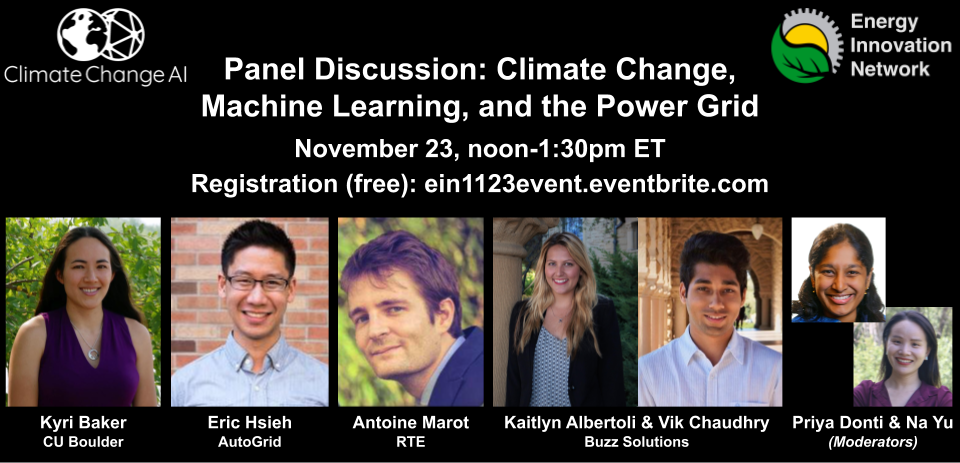 Climate Change AI
Energy
Innovation
Network
Panel Discussion: Climate Change,
Machine Learning, and the Power Grid
November 23, noon-1:30pm ET
Registration (free): ein1123event.eventbrite.com
Kyri Baker
CU Boulder
Eric Hsieh
AutoGrid
Antoine Marot
RTE
Kaitlyn Albertoli & Vik Chaudhry
Buzz Solutions
Priya Donti & Na Yu
(Moderators)